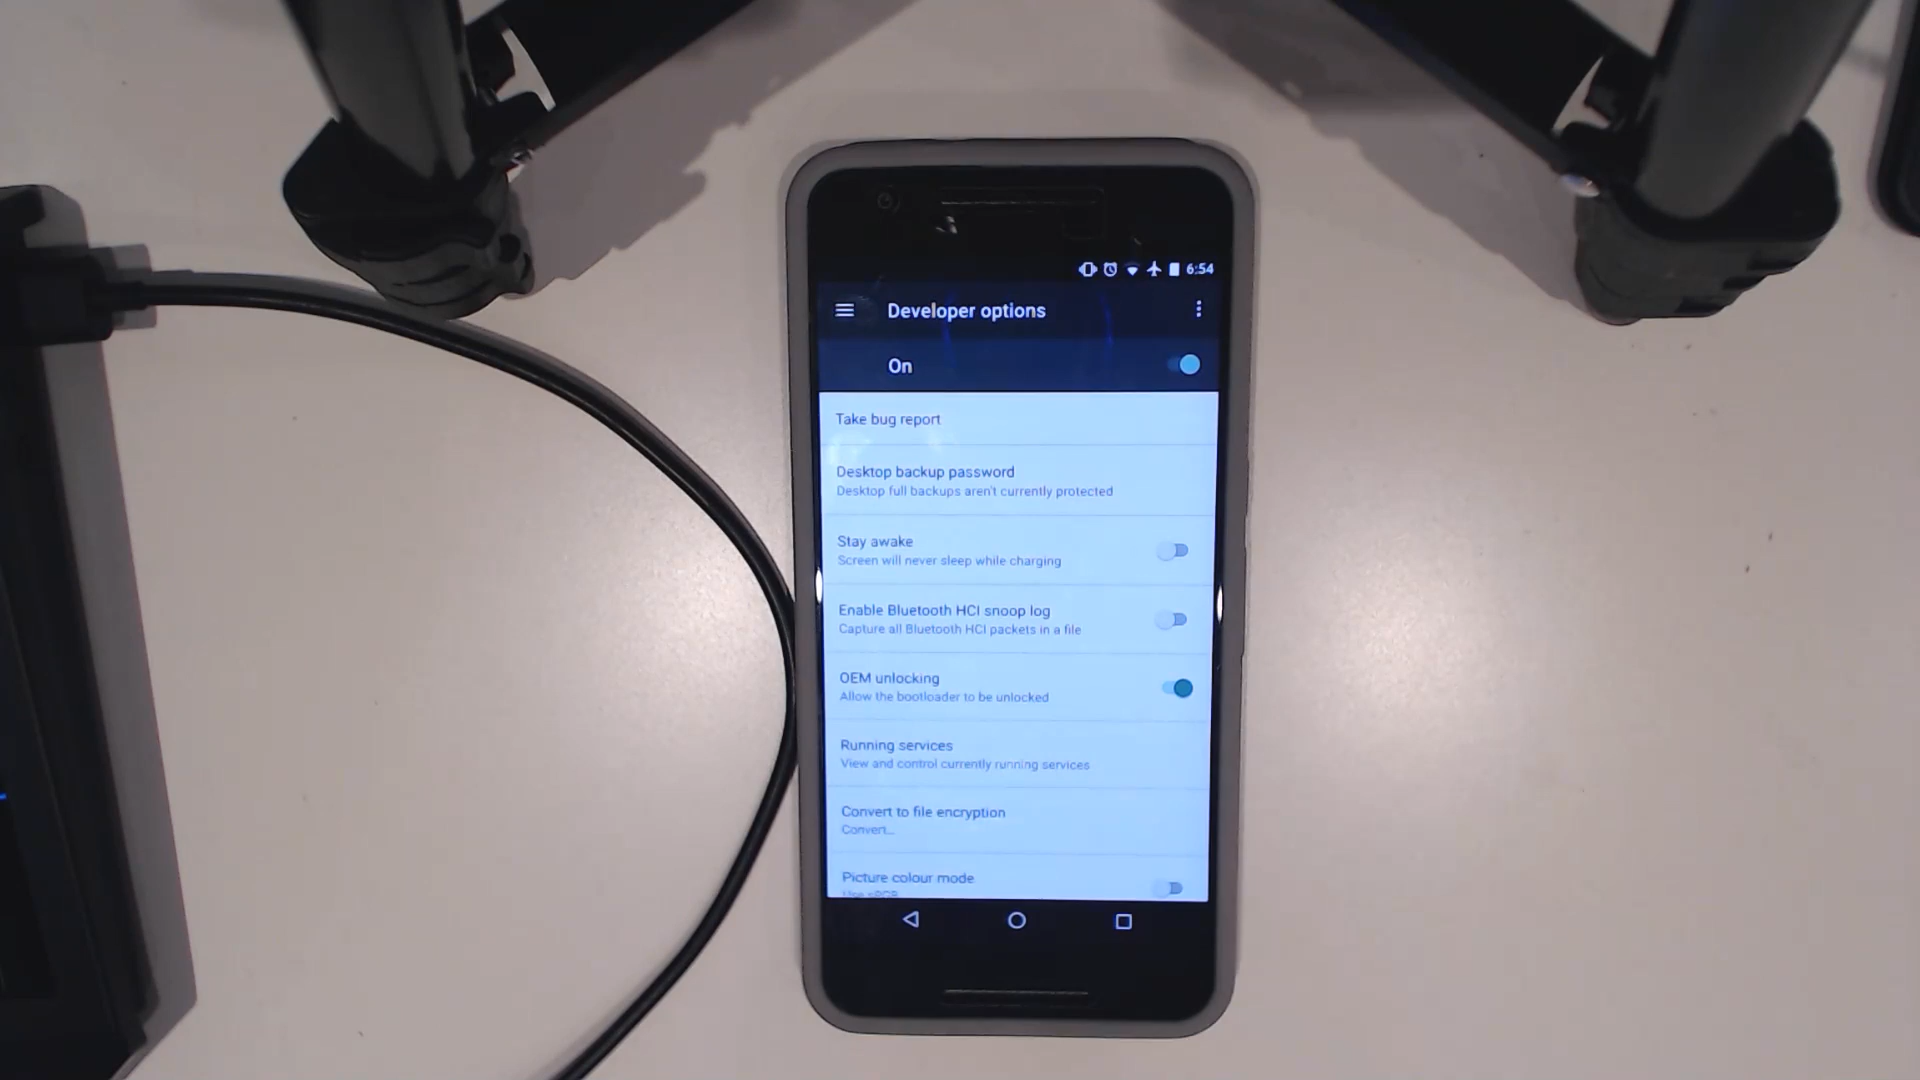 6:54
Developer options
On
Take bug report
Desktop backup password
Desktop full backups aren't currently protected
Stay awake
Screen will never sleep while charging
Enable Bluetooth HCI snoop log
Capture all Bluetooth HCI packets in a file
OEM unlocking
Allow the bootloader to be unlocked
Running services
View and control currently running services
Convert to file encryption
Convert...
Picture colour mode